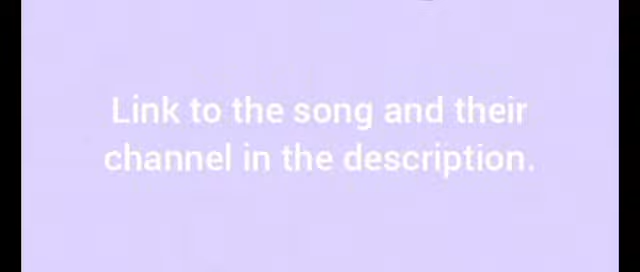 Link to the song and their
channel in the description.